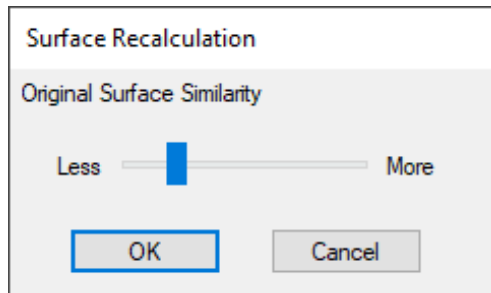 Surface Recalculation
Original Surface Similarity
Less More
OK Cancel